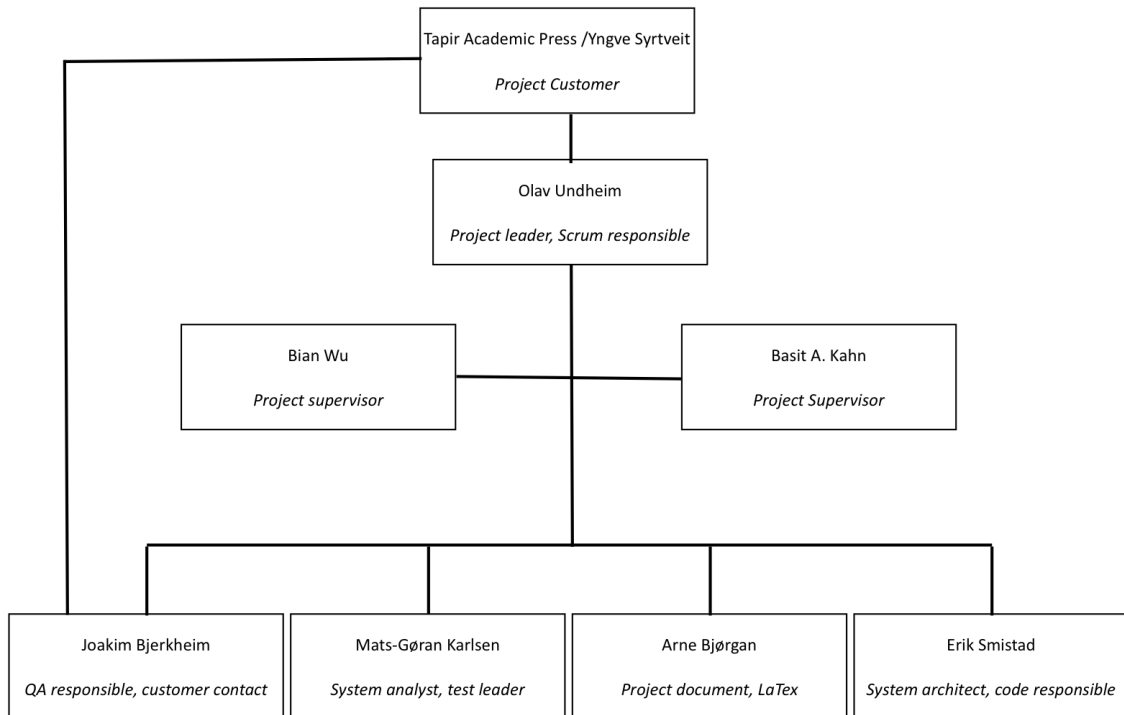 Tapir Academic Press /Yngve Syrtveit
Project Customer
Olav Undheim
Project leader, Scrum responsible
Bian Wu
Project supervisor
Basit A. Kahn
Project Supervisor
Joakim Bjerkheim
QA responsible, customer contact
Mats-Gøran Karlsen
System analyst, test leader
Arne Bjørgan
Project document, LaTex
Erik Smistad
System architect, code responsible